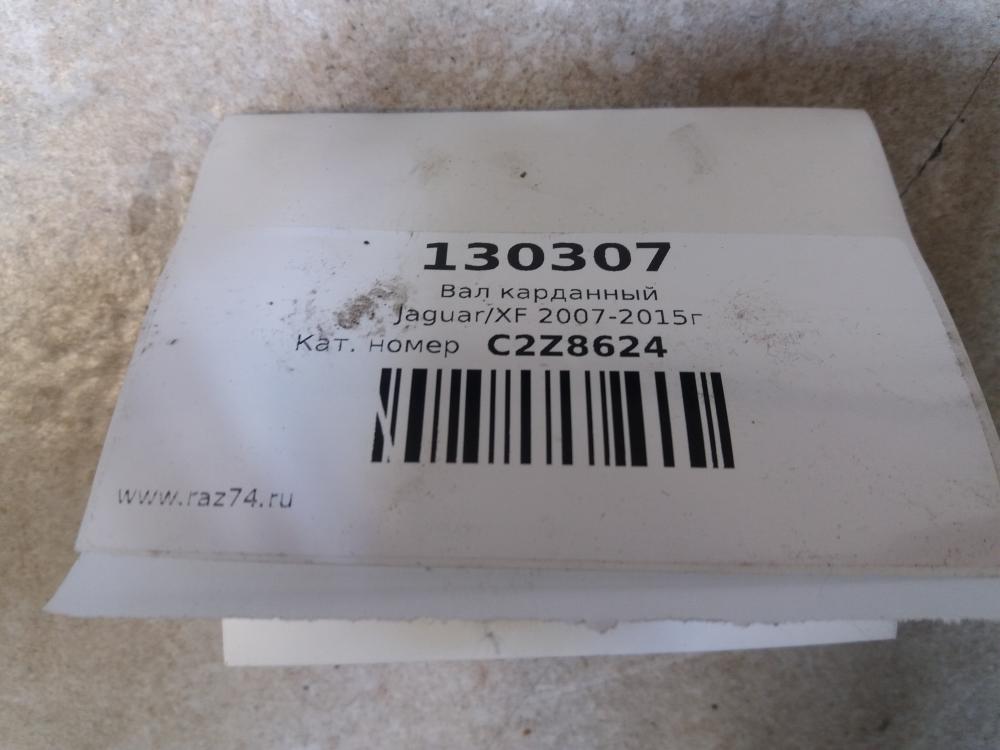 130307
Вал карданный
Jaguar/XF 2007-2015г
Кат. номер C2Z8624
www.raz74.ru